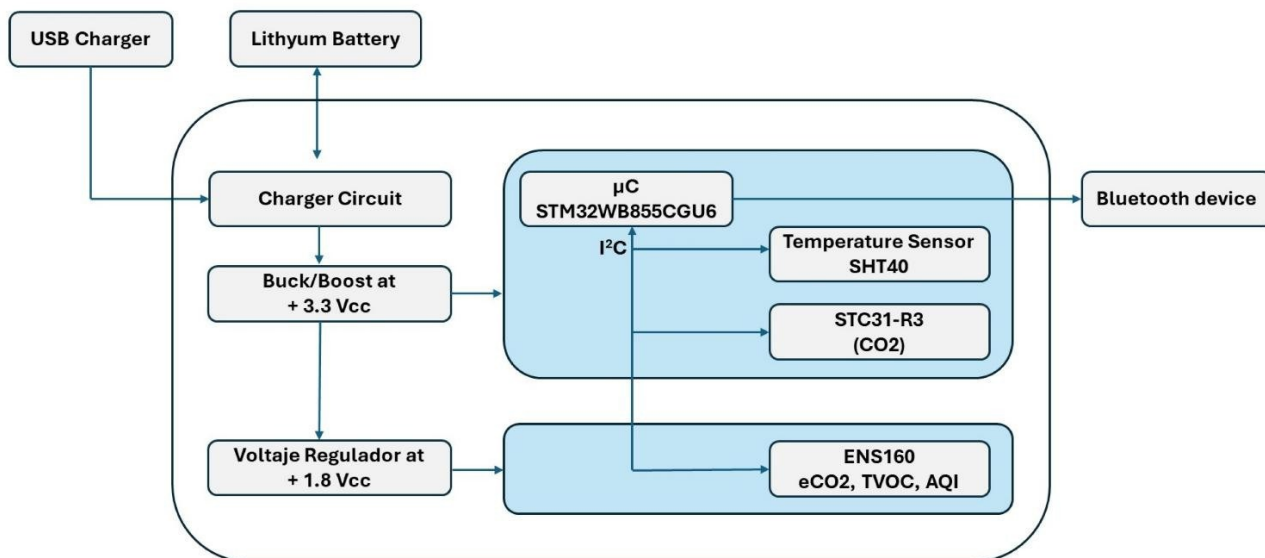 USB Charger
Lithyum Battery
Charger Circuit
µC
STM32WB855CGU6
Bluetooth device
I²C
Temperature Sensor
SHT40
Buck/Boost at
+ 3.3 Vcc
STC31-R3
(CO2)
Voltaje Regulador at
+ 1.8 Vcc
ENS160
eCO2, TVOC, AQI